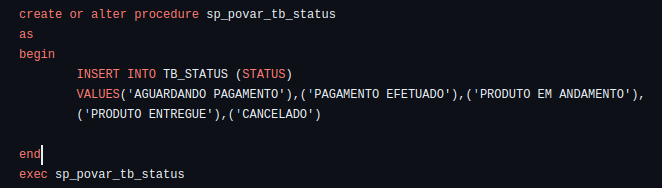 create or alter procedure sp_povar_tb_status
as
begin
INSERT INTO TB_STATUS (STATUS)
VALUES('AGUARDANDO PAGAMENTO'),('PAGAMENTO EFETUADO'),('PRODUTO EM ANDAMENTO'),
('PRODUTO ENTREGUE'),('CANCELADO')
end
exec sp_povar_tb_status